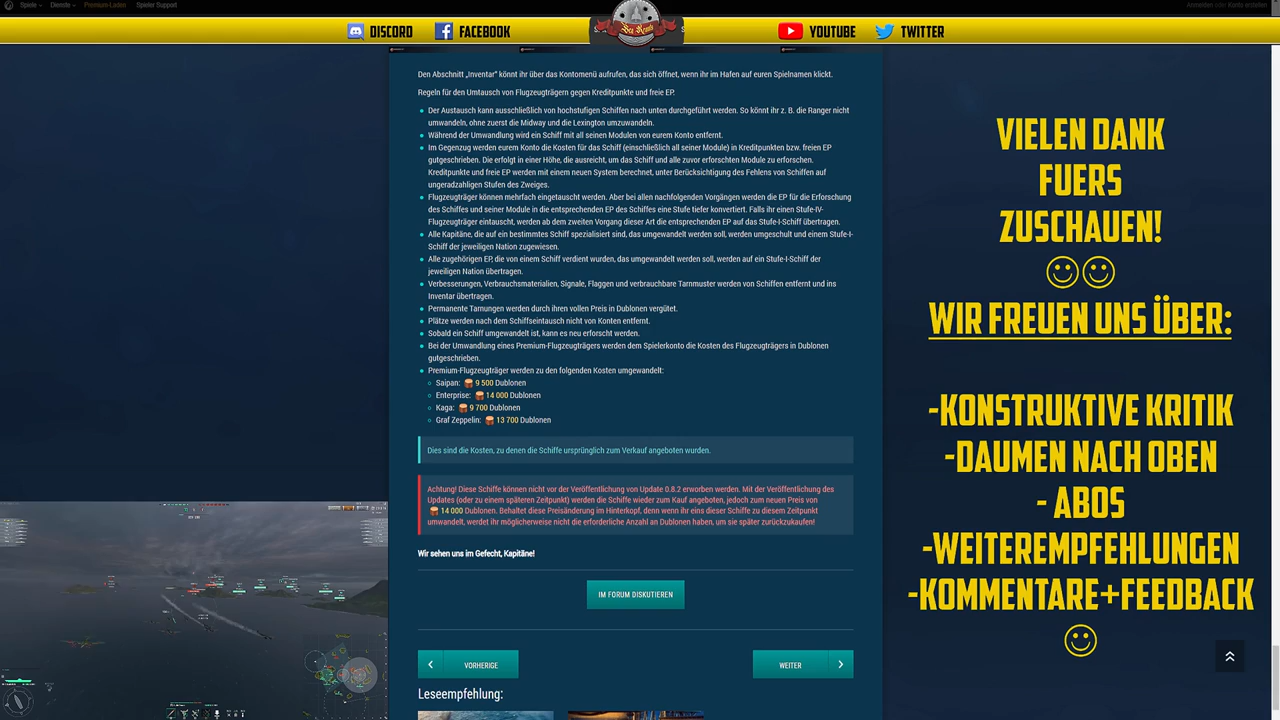 Spiele
Dienste
Premium-Laden
Spieler Support
Anmelden oder Konto erstellen
DISCORD
FACEBOOK
YOUTUBE
TWITTER
Den Abschnitt „Inventar" könnt ihr über das Kontomenü aufrufen, das sich öffnet, wenn ihr im Hafen auf euren Spielnamen klickt.
Regeln für den Umtausch von Flugzeugträgern gegen Kreditpunkte und freie EP.
Der Austausch kann ausschließlich von hochstufigen Schiffen nach unten durchgeführt werden. So könnt ihr z. B. die Ranger nicht
umwandeln, ohne zuerst die Midway und die Lexington umzuwandeln.
Während der Umwandlung wird ein Schiff mit all seinen Modulen von eurem Konto entfernt.
Im Gegenzug werden eurem Konto die Kosten für das Schiff (einschließlich all seiner Module) in Kreditpunkten bzw. freien EP
gutgeschrieben. Die erfolgt in einer Höhe, die ausreicht, um das Schiff und alle zuvor erforschten Module zu erforschen.
Kreditpunkte und freie EP werden mit einem neuen System berechnet, unter Berücksichtigung des Fehlens von Schiffen auf
ungeradzahligen Stufen des Zweiges.
Flugzeugträger können mehrfach eingetauscht werden. Aber bei allen nachfolgenden Vorgängen werden die EP für die Erforschung
des Schiffes und seiner Module in die entsprechenden EP des Schiffes eine Stufe tiefer konvertiert. Falls ihr einen Stufe-IV-
Flugzeugträger eintauscht, werden ab dem zweiten Vorgang dieser Art die entsprechenden EP auf das Stufe-I-Schiff übertragen.
Alle Kapitäne, die auf ein bestimmtes Schiff spezialisiert sind, das umgewandelt werden soll, werden umgeschult und einem Stufe-I-
Schiff der jeweiligen Nation zugewiesen.
Alle zugehörigen EP, die von einem Schiff verdient wurden, das umgewandelt werden soll, werden auf ein Stufe-I-Schiff der
jeweiligen Nation übertragen.
Verbesserungen, Verbrauchsmaterialien, Signale, Flaggen und verbrauchbare Tarnmuster werden von Schiffen entfernt und ins
Inventar übertragen.
Permanente Tarnungen werden durch ihren vollen Preis in Dublonen vergütet.
Plätze werden nach dem Schiffseintausch nicht von Konten entfernt.
Sobald ein Schiff umgewandelt ist, kann es neu erforscht werden.
Bei der Umwandlung eines Premium-Flugzeugträgers werden dem Spielerkonto die Kosten des Flugzeugträgers in Dublonen
gutgeschrieben.
Premium-Flugzeugträger werden zu den folgenden Kosten umgewandelt:
Saipan: 9 500 Dublonen
Enterprise: 14 000 Dublonen
Kaga: 9 700 Dublonen
Graf Zeppelin: 13 700 Dublonen
Dies sind die Kosten, zu denen die Schiffe ursprünglich zum Verkauf angeboten wurden.
Achtung! Diese Schiffe können nicht vor der Veröffentlichung von Update 0.8.2 erworben werden. Mit der Veröffentlichung des
Updates (oder zu einem späteren Zeitpunkt) werden die Schiffe wieder zum Kauf angeboten, jedoch zum neuen Preis von
14 000 Dublonen. Behaltet diese Preisänderung im Hinterkopf, denn wenn ihr eins dieser Schiffe zu diesem Zeitpunkt
umwandelt, werdet ihr möglicherweise nicht die erforderliche Anzahl an Dublonen haben, um sie später zurückzukaufen!
Wir sehen uns im Gefecht, Kapitäne!
IM FORUM DISKUTIEREN
VORHERIGE
WEITER
Leseempfehlung:
VIELEN DANK
FUERS
ZUSCHAUEN!
WIR FREUEN UNS ÜBER:
-KONSTRUKTIVE KRITIK
-DAUMEN NACH OBEN
- ABOS
-WEITEREMPFEHLUNGEN
-KOMMENTARE+FEEDBACK